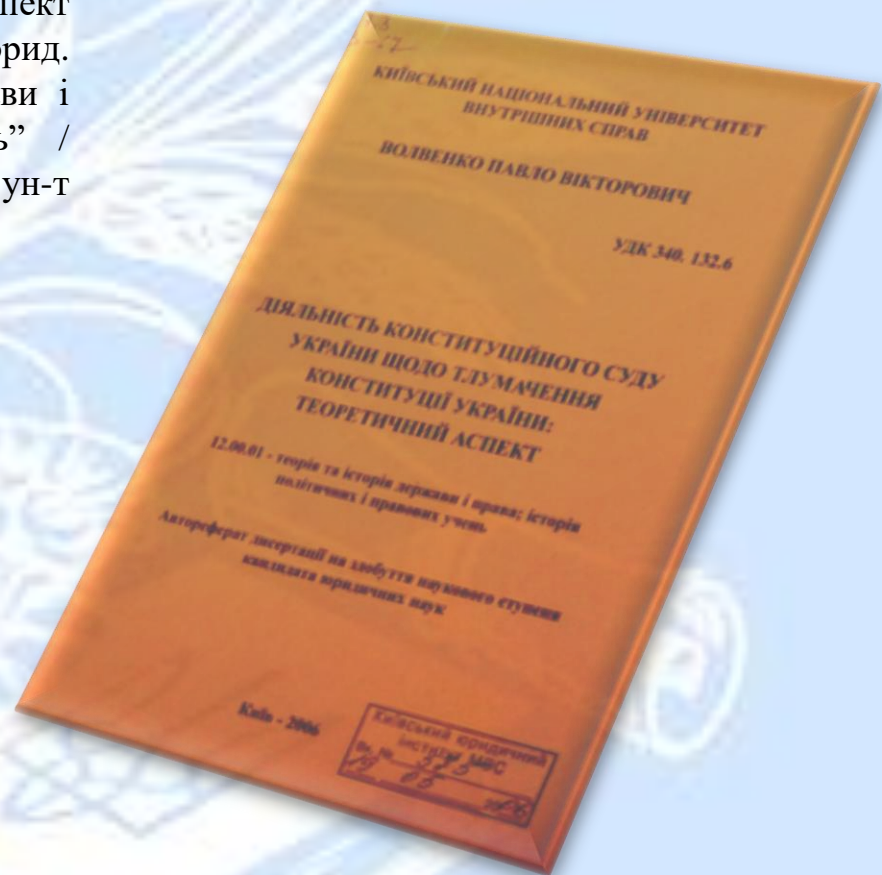 пект
орид.
ви і
ь” /
ун-т
КИЇВСЬКИЙ НАЦІОНАЛЬНИЙ УНІВЕРСИТЕТ
ВНУТРІШНІХ СПРАВ
ВОЛВЕНКО ПАВЛО ВІКТОРОВИЧ
УДК 340. 132.6
ДІЯЛЬНІСТЬ КОНСТИТУЦІЙНОГО СУДУ
УКРАЇНИ ЩОДО ТЛУМАЧЕННЯ
КОНСТИТУЦІЇ УКРАЇНИ:
ТЕОРЕТИЧНИЙ АСПЕКТ
12.00.01 - теорія та історія держави і права; історія
політичних і правових учень
Автореферат дисертації на здобуття наукового ступеня
кандидата юридичних наук
Київ - 2006
Київський юридичний
інститут МВС
Вх. №